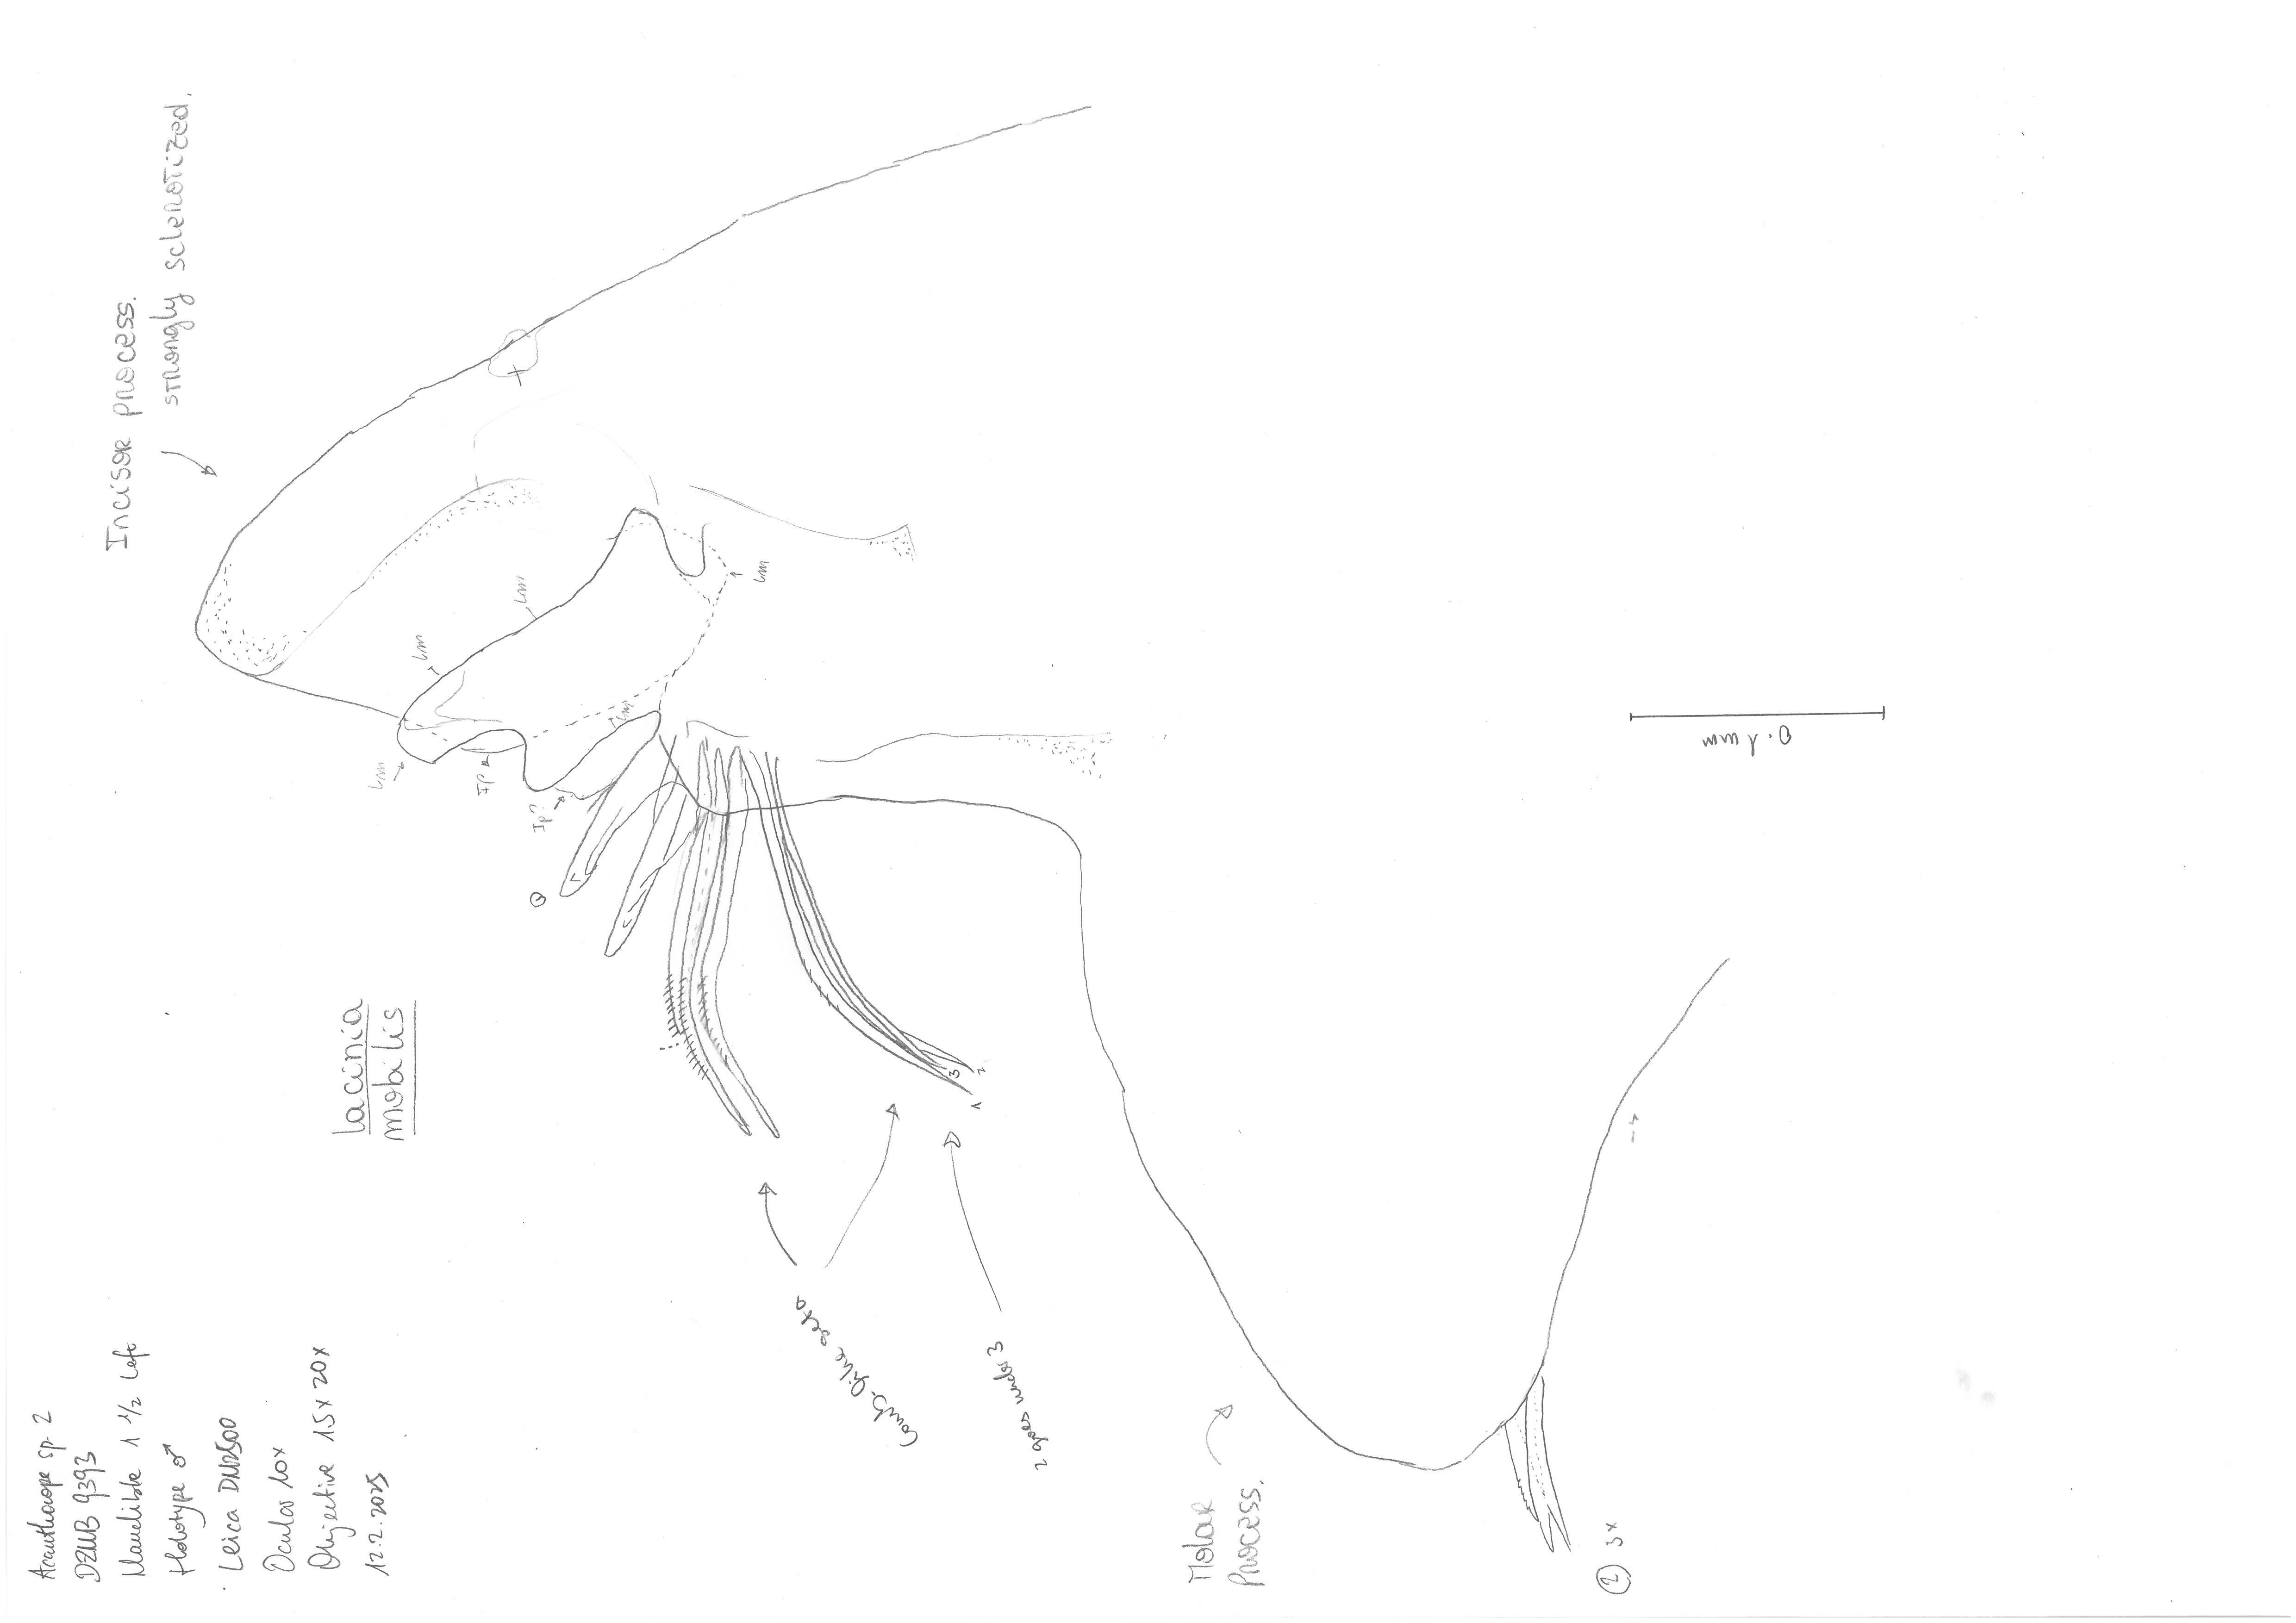 Acanthocope sp. 2
DZMB 9393
Mandible 1 1/2 left
Holotype ♂
Leica DM2500
Ocular 10x
Objective 1.5x 20x
12.2.2025
Incisor process.
strongly sclerotized.
lacinia
mobilis
Lm
Lm
Ip
Lm
Ip?
Lm
Lm
Comb-like seta
1
3
2
2 goes under 3
Molar
Process.
2 3x
0.1 mm